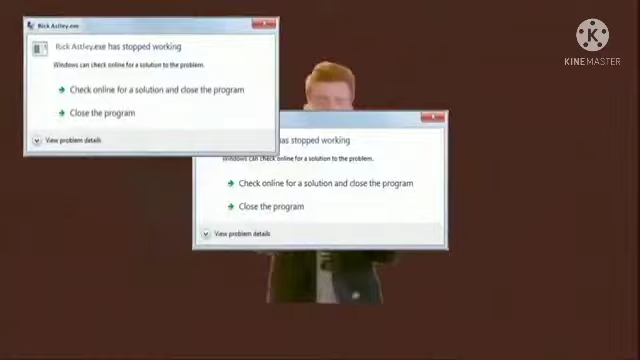 Rick Astley.exe
Rick Astley.exe has stopped working
Windows can check online for a solution to the problem.
Check online for a solution and close the program
Close the program
View problem details
has stopped working
Windows can check online for a solution to the problem.
Check online for a solution and close the program
Close the program
View problem details
K
KINEMASTER